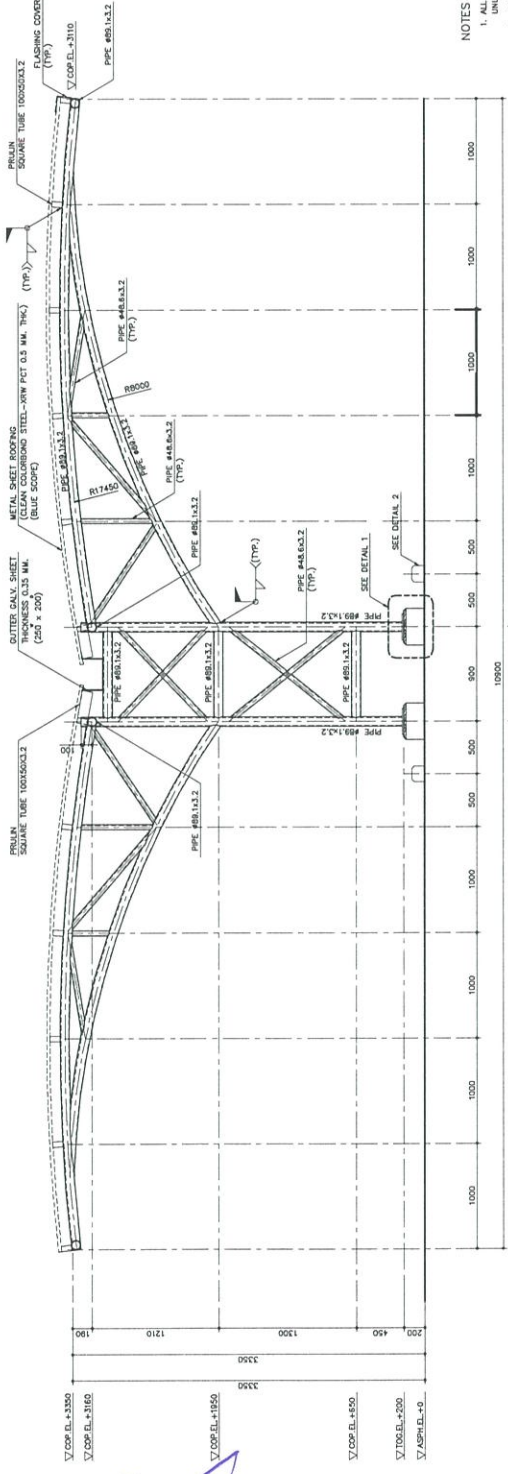 PRULIN
SQUARE TUBE 100X50X3.2
GUTTER GALV. SHEET
THICKNESS 0.35 MM.
(250 x 200)
METAL SHEET ROOFING
(CLEAN COLORBOND STEEL-XRW PCT 0.5 MM. THK.)
(BLUE SCOPE)
PRULIN
SQUARE TUBE 100X50X3.2
FLASHING COVER
(TYP.)
COP.EL.+3110
PIPE ø89.1x3.2
(TYP.)
PIPE ø89.1x3.2
R17450
PIPE ø48.6x3.2
(TYP.)
R8000
PIPE ø89.1x3.2
PIPE ø48.6x3.2
(TYP.)
PIPE ø89.1x3.2
100
PIPE ø89.1x3.2
PIPE ø89.1x3.2
PIPE ø89.1x3.2
(TYP.)
PIPE ø48.6x3.2
(TYP.)
PIPE ø89.1x3.2
PIPE ø89.1x3.2
PIPE ø89.1x3.2
SEE DETAIL 1
SEE DETAIL 2
COP.EL.+3350
COP.EL.+3160
COP.EL.+1950
COP.EL.+650
TOG.EL.+200
ASPH.EL.+0
190
1210
1300
450
200
3350
3350
1000
1000
1000
1000
500
500
900
500
500
1000
1000
1000
1000
10900
NOTES
1. ALL